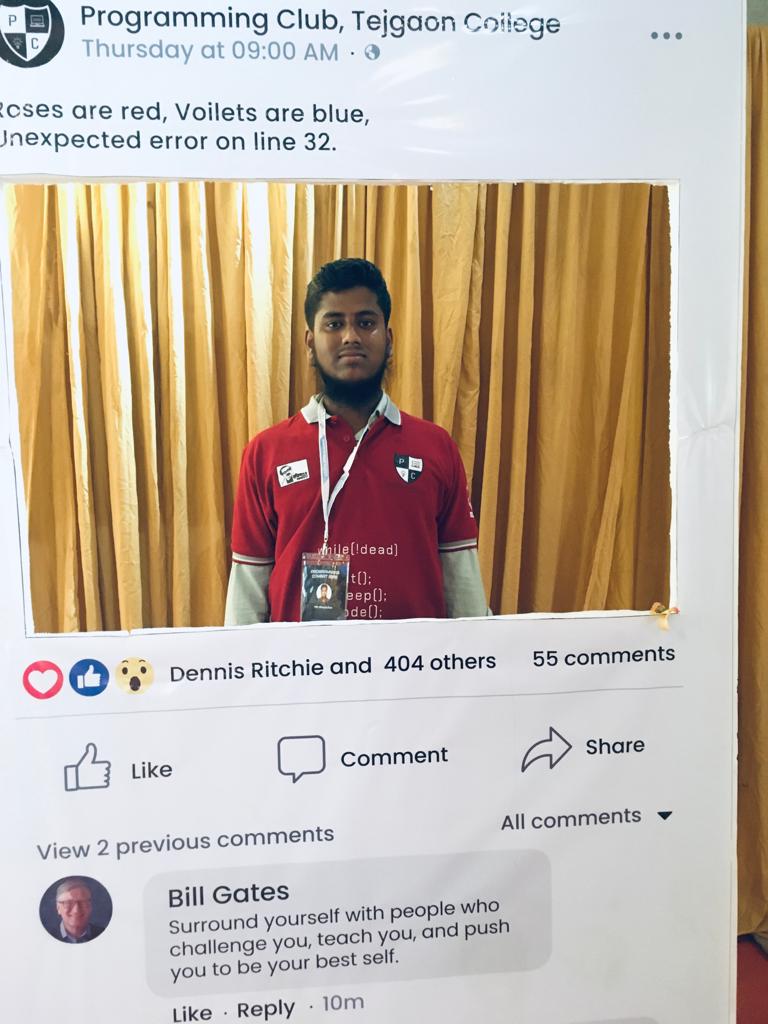 P
C
Programming Club, Tejgaon College
Thursday at 09:00 AM ·
Roses are red, Voilets are blue,
Unexpected error on line 32.
P
C
while(!dead)
t();
eep();
ode();
Dennis Ritchie and 404 others
55 comments
Like
Comment
Share
All comments
View 2 previous comments
Bill Gates
Surround yourself with people who
challenge you, teach you, and push
you to be your best self.
Like · Reply · 10m